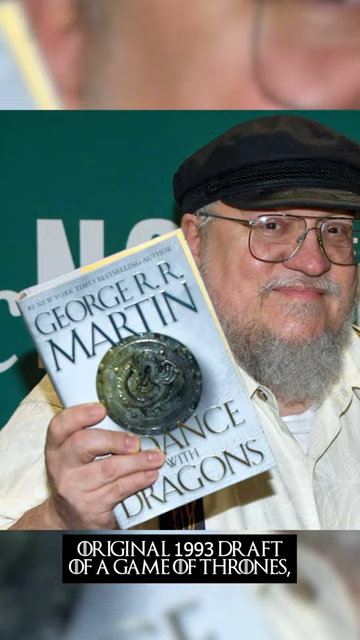 #1 NEW YORK TIMES BESTSELLING AUTHOR
GEORGE R. R.
MARTIN
A DANCE
WITH
DRAGONS
ORIGINAL 1993 DRAFT
OF A GAME OF THRONES,